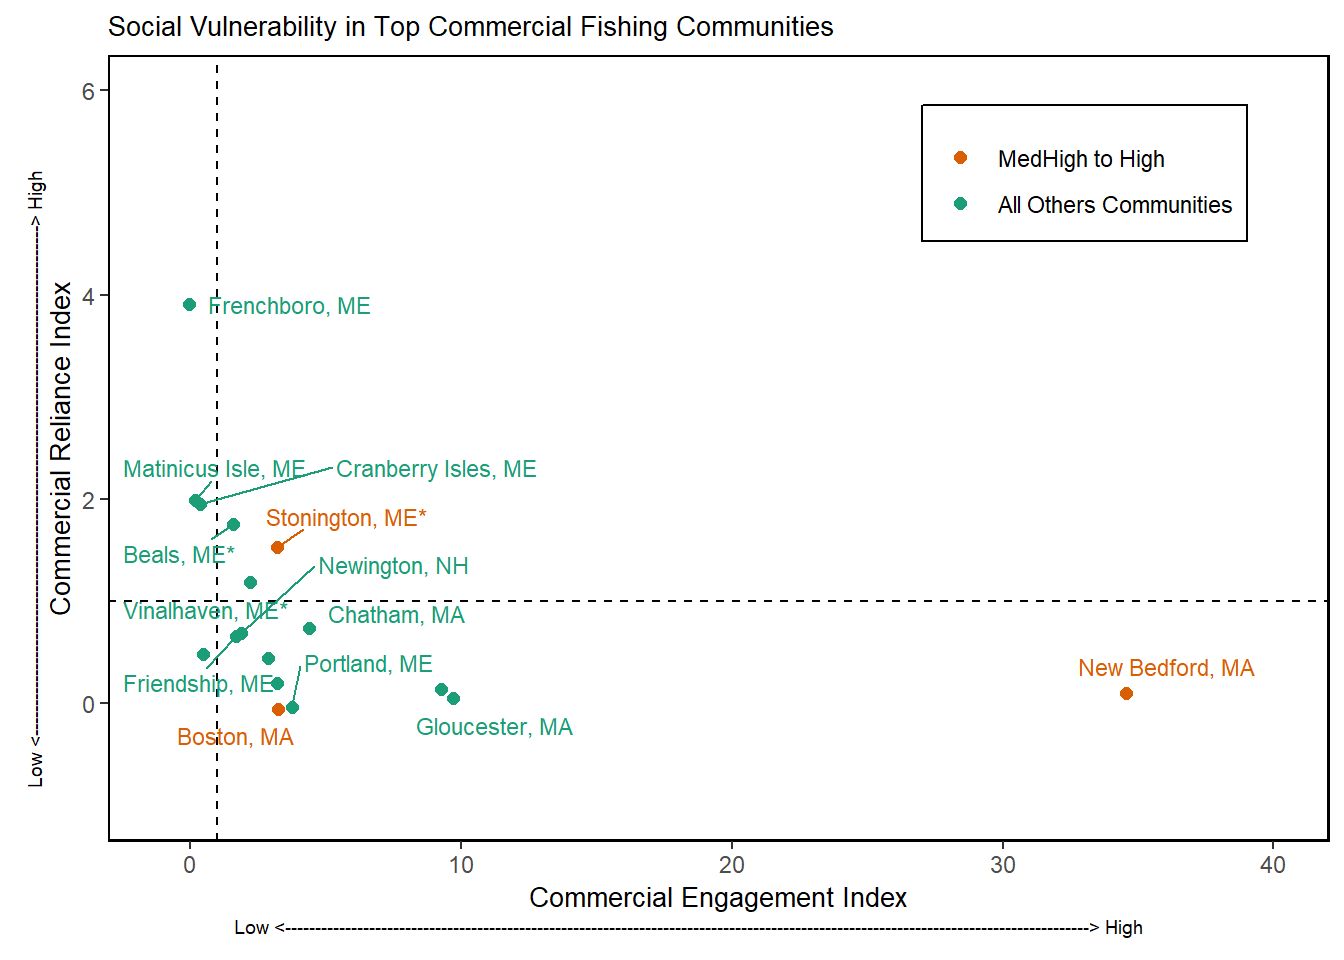 Social Vulnerability in Top Commercial Fishing Communities
6
MedHigh to High
All Others Communities
4
Frenchboro, ME
Matinicus Isle, ME
Cranberry Isles, ME
2
Stonington, ME*
Beals, ME*
Newington, NH
Vinalhaven, ME*
Chatham, MA
Portland, ME
New Bedford, MA
Friendship, ME
0
Gloucester, MA
Boston, MA
Commercial Reliance Index
Low <------------------------------------------------------------------------> High
0 10 20 30 40
Commercial Engagement Index
Low <------------------------------------------------------------------------------------------------------------------------------> High